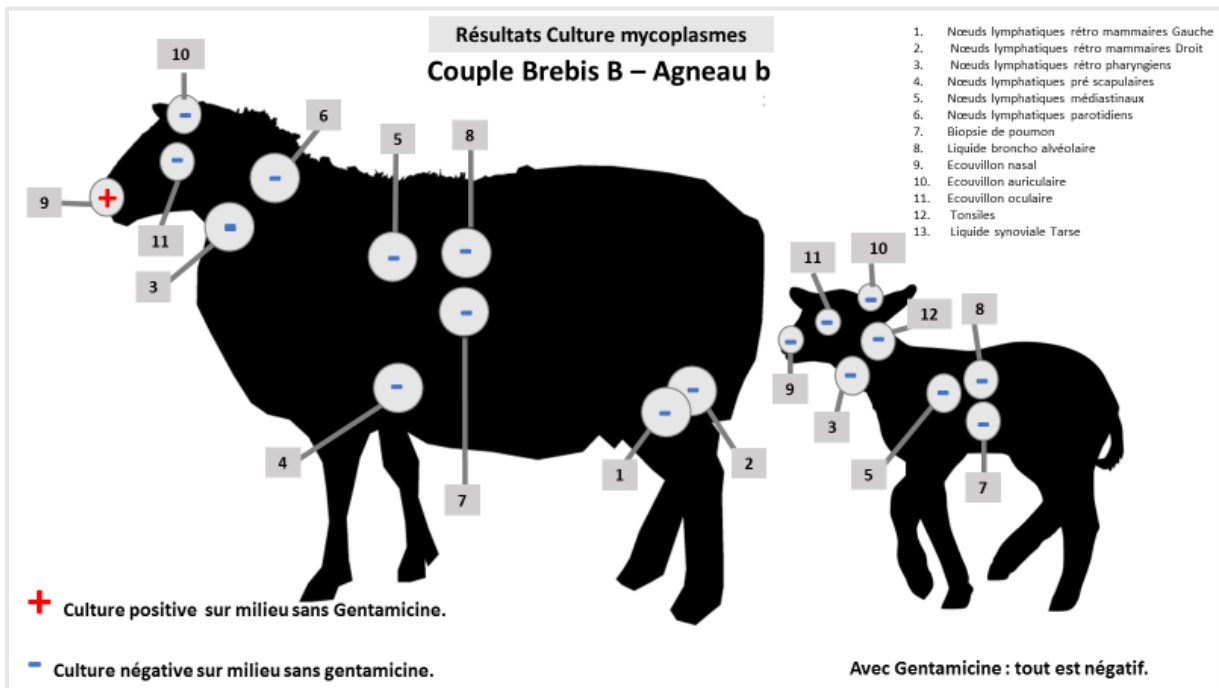 Résultats Culture mycoplasmes
Couple Brebis B – Agneau b
:
1. Nœuds lymphatiques rétro mammaires Gauche
2. Nœuds lymphatiques rétro mammaires Droit
3. Nœuds lymphatiques rétro pharyngiens
4. Nœuds lymphatiques pré scapulaires
5. Nœuds lymphatiques médiastinaux
6. Nœuds lymphatiques parotidiens
7. Biopsie de poumon
8. Liquide broncho alvéolaire
9. Ecouvillon nasal
10. Ecouvillon auriculaire
11. Ecouvillon oculaire
12. Tonsiles
13. Liquide synoviale Tarse
10
6
5
8
9
11
3
4
7
1
2
11
10
12
8
9
3
5
7
+ Culture positive sur milieu sans Gentamicine.
- Culture négative sur milieu sans gentamicine.
Avec Gentamicine : tout est négatif.